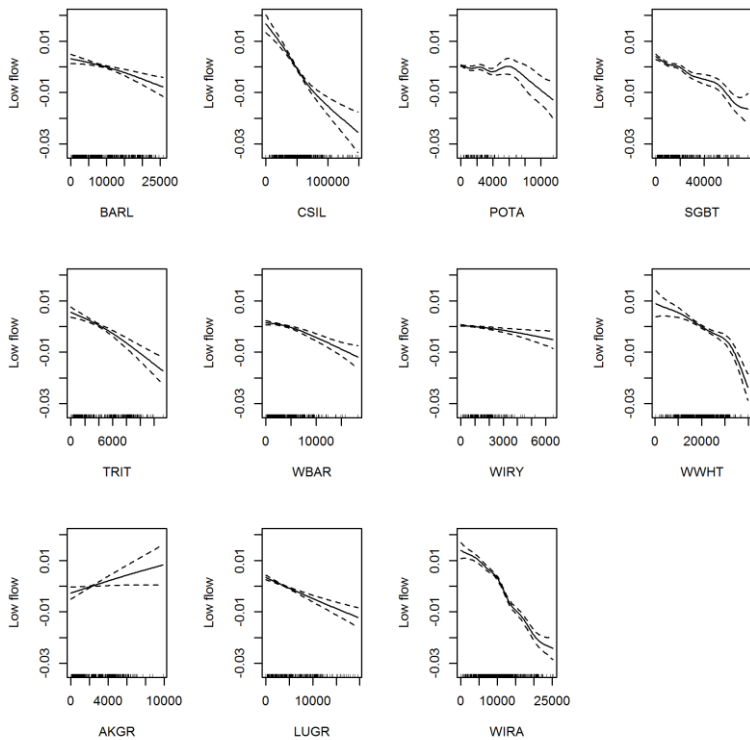 Low flow
-0.03
-0.01
0.01
0
10000
25000
BARL
Low flow
-0.03
-0.01
0.01
0
100000
CSIL
Low flow
-0.03
-0.01
0.01
0
4000
10000
POTA
Low flow
-0.03
-0.01
0.01
0
40000
SGBT
Low flow
-0.03
-0.01
0.01
0
6000
TRIT
Low flow
-0.03
-0.01
0.01
0
10000
WBAR
Low flow
-0.03
-0.01
0.01
0
3000
6000
WIRY
Low flow
-0.03
-0.01
0.01
0
20000
WWHT
Low flow
-0.03
-0.01
0.01
0
4000
10000
AKGR
Low flow
-0.03
-0.01
0.01
0
10000
LUGR
Low flow
-0.03
-0.01
0.01
0
10000
25000
WIRA